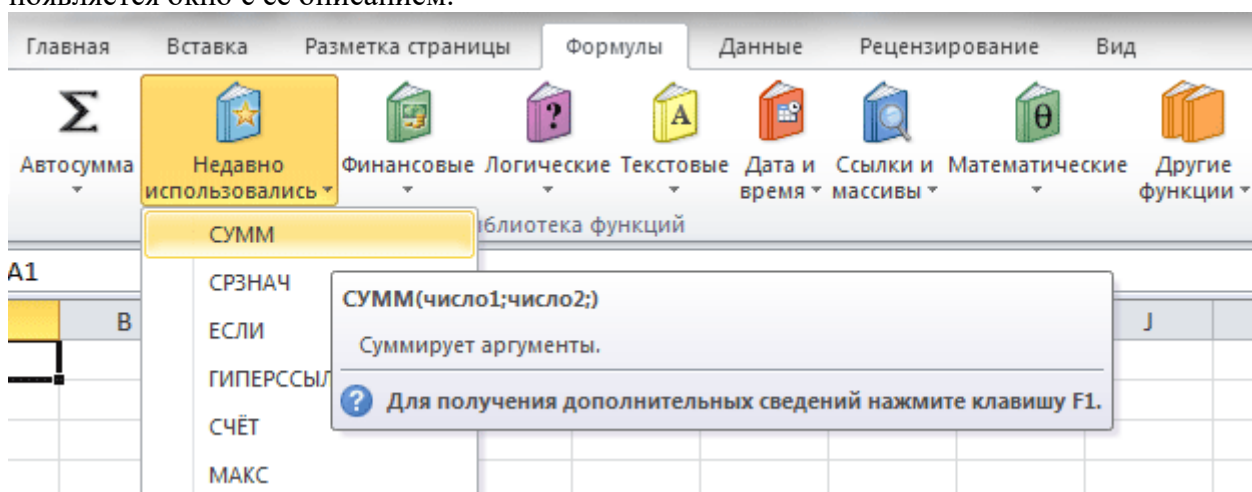 появляется окно с ее описанием.
Главная Вставка Разметка страницы Формулы Данные Рецензирование Вид
Σ ? A θ
Автосумма Недавно использовались Финансовые Логические Текстовые Дата и время Ссылки и массивы Математические Другие функции
иблиотека функций
A1
B J
СУММ
СРЗНАЧ
ЕСЛИ
ГИПЕРССЫЛ
СЧЁТ
МАКС
СУММ(число1;число2;)
Суммирует аргументы.
? Для получения дополнительных сведений нажмите клавишу F1.